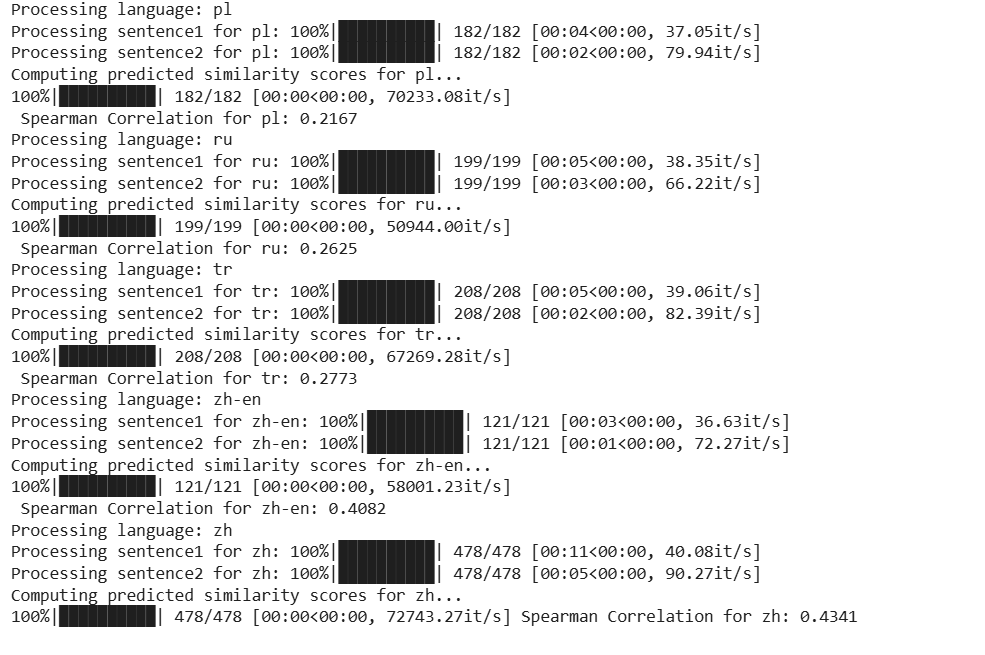 Processing language: pl
Processing sentence1 for pl: 100%|██████████| 182/182 [00:04<00:00, 37.05it/s]
Processing sentence2 for pl: 100%|██████████| 182/182 [00:02<00:00, 79.94it/s]
Computing predicted similarity scores for pl...
100%|██████████| 182/182 [00:00<00:00, 70233.08it/s]
 Spearman Correlation for pl: 0.2167
Processing language: ru
Processing sentence1 for ru: 100%|██████████| 199/199 [00:05<00:00, 38.35it/s]
Processing sentence2 for ru: 100%|██████████| 199/199 [00:03<00:00, 66.22it/s]
Computing predicted similarity scores for ru...
100%|██████████| 199/199 [00:00<00:00, 50944.00it/s]
 Spearman Correlation for ru: 0.2625
Processing language: tr
Processing sentence1 for tr: 100%|██████████| 208/208 [00:05<00:00, 39.06it/s]
Processing sentence2 for tr: 100%|██████████| 208/208 [00:02<00:00, 82.39it/s]
Computing predicted similarity scores for tr...
100%|██████████| 208/208 [00:00<00:00, 67269.28it/s]
 Spearman Correlation for tr: 0.2773
Processing language: zh-en
Processing sentence1 for zh-en: 100%|██████████| 121/121 [00:03<00:00, 36.63it/s]
Processing sentence2 for zh-en: 100%|██████████| 121/121 [00:01<00:00, 72.27it/s]
Computing predicted similarity scores for zh-en...
100%|██████████| 121/121 [00:00<00:00, 58001.23it/s]
 Spearman Correlation for zh-en: 0.4082
Processing language: zh
Processing sentence1 for zh: 100%|██████████| 478/478 [00:11<00:00, 40.08it/s]
Processing sentence2 for zh: 100%|██████████| 478/478 [00:05<00:00, 90.27it/s]
Computing predicted similarity scores for zh...
100%|██████████| 478/478 [00:00<00:00, 72743.27it/s] Spearman Correlation for zh: 0.4341